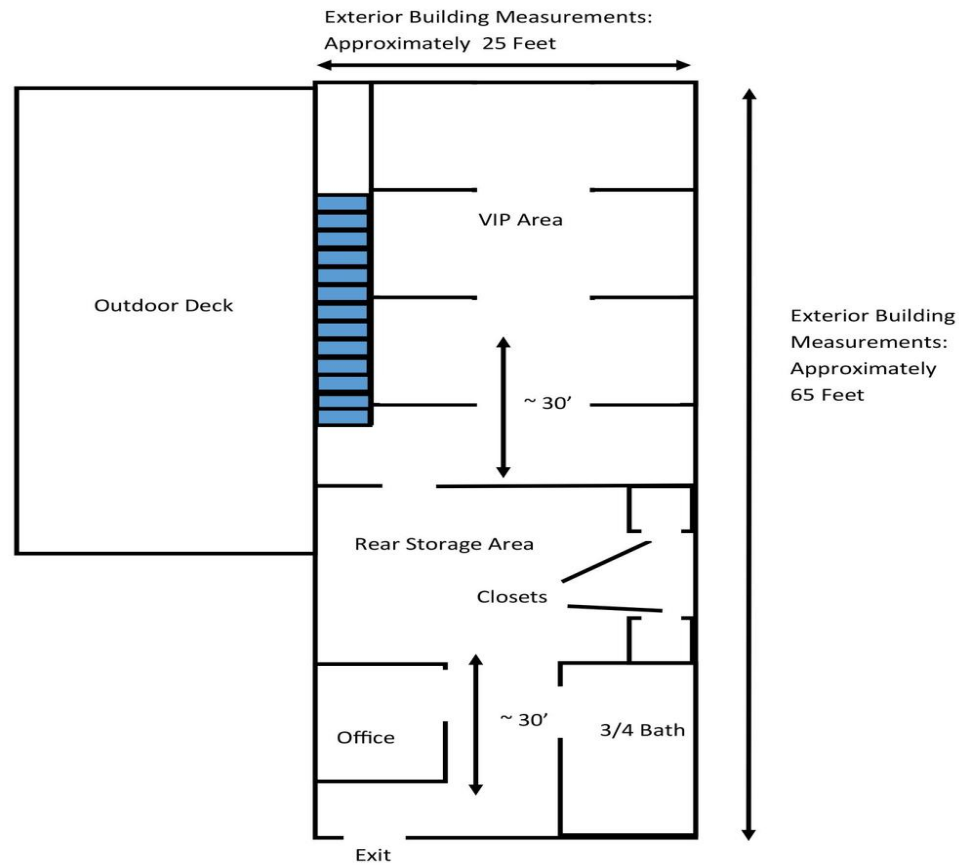 Exterior Building Measurements:
Approximately 25 Feet
VIP Area
Outdoor Deck
Exterior Building
Measurements:
Approximately
65 Feet
~ 30’
Rear Storage Area
Closets
~ 30’
Office
3/4 Bath
Exit